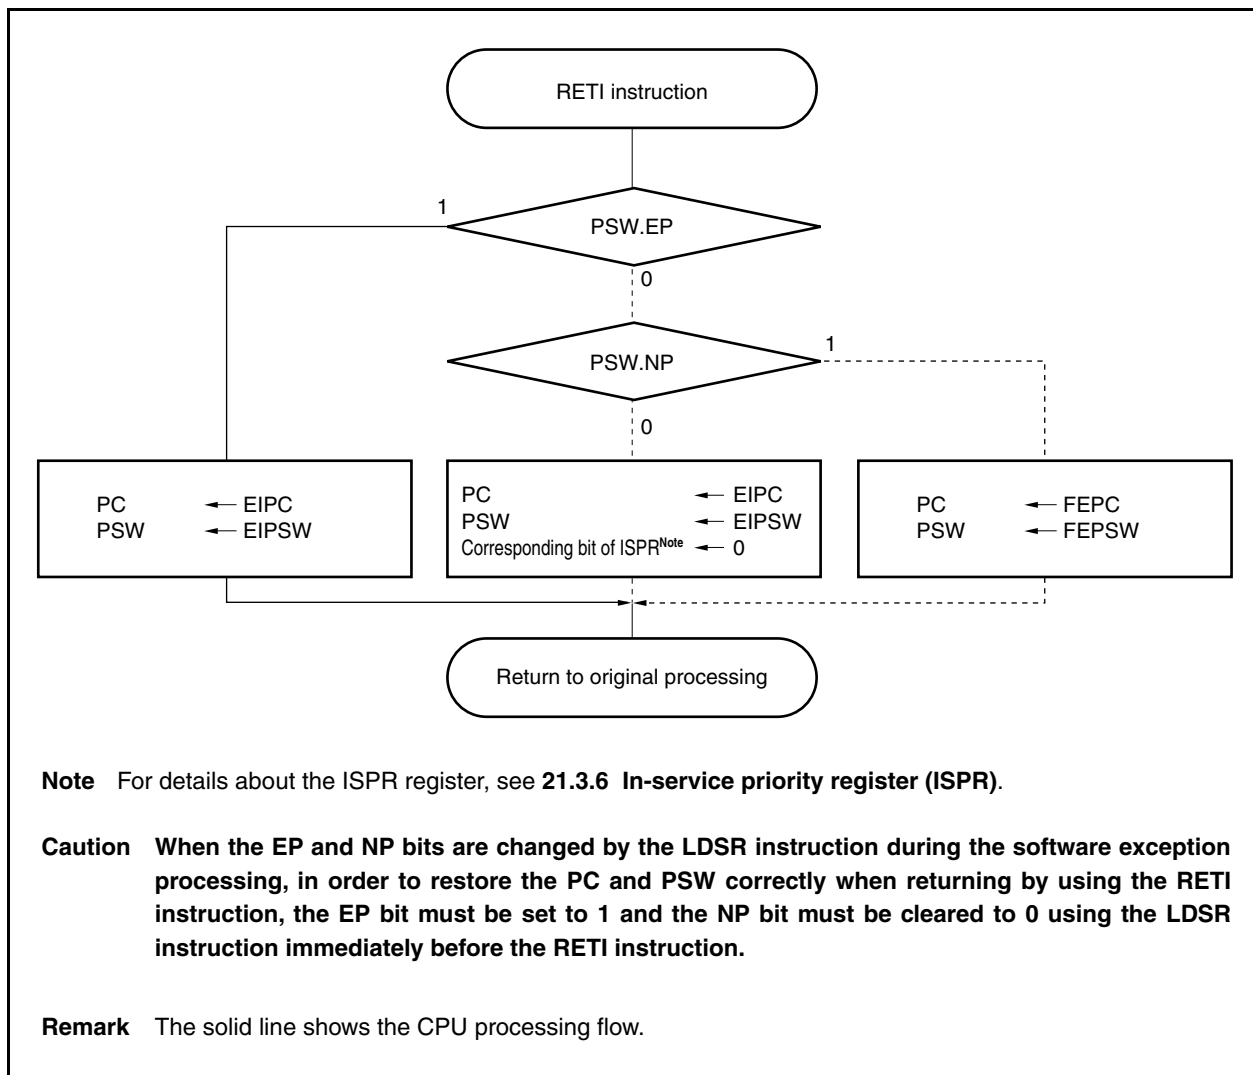 RETI instruction
1
PSW.EP
0
1
PSW.NP
0
PC ← EIPC
PSW ← EIPSW
PC ← EIPC
PSW ← EIPSW
Corresponding bit of ISPRNote ← 0
PC ← FEPC
PSW ← FEPSW
Return to original processing
Note For details about the ISPR register, see 21.3.6 In-service priority register (ISPR).
Caution When the EP and NP bits are changed by the LDSR instruction during the software exception
processing, in order to restore the PC and PSW correctly when returning by using the RETI
instruction, the EP bit must be set to 1 and the NP bit must be cleared to 0 using the LDSR
instruction immediately before the RETI instruction.
Remark The solid line shows the CPU processing flow.